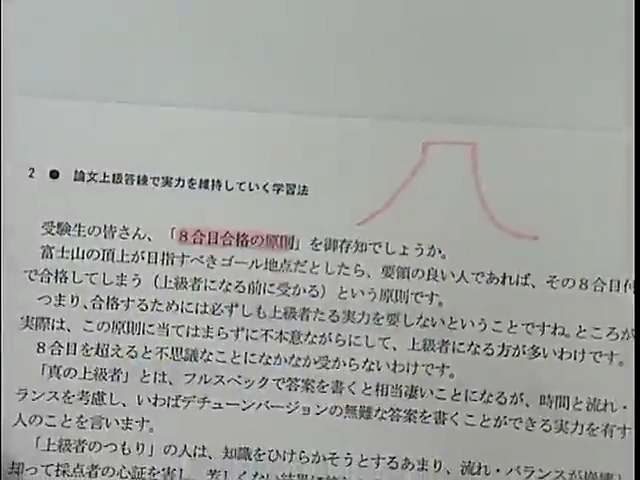 2 ● 論文上級答練で実力を維持していく学習法
受験生の皆さん、「8合目合格の原則」を御存知でしょうか。
富士山の頂上が目指すべきゴール地点だとしたら、要領の良い人であれば、その8合目付
で合格してしまう（上級者になる前に受かる）という原則です。
つまり、合格するためには必ずしも上級者たる実力を要しないということですね。ところが
実際は、この原則に当てはまらずに不本意ながらにして、上級者になる方が多いわけです。
8合目を超えると不思議なことになかなか受からないわけです。
「真の上級者」とは、フルスペックで答案を書くと相当凄いことになるが、時間と流れ・
ランスを考慮し、いわばデチューンバージョンの無難な答案を書くことができる実力を有す
人のことを言います。
「上級者のつもり」の人は、知識をひけらかそうとするあまり、流れ・バランスが崩壊
却って採点者の心証を害し、芳しくない結果に